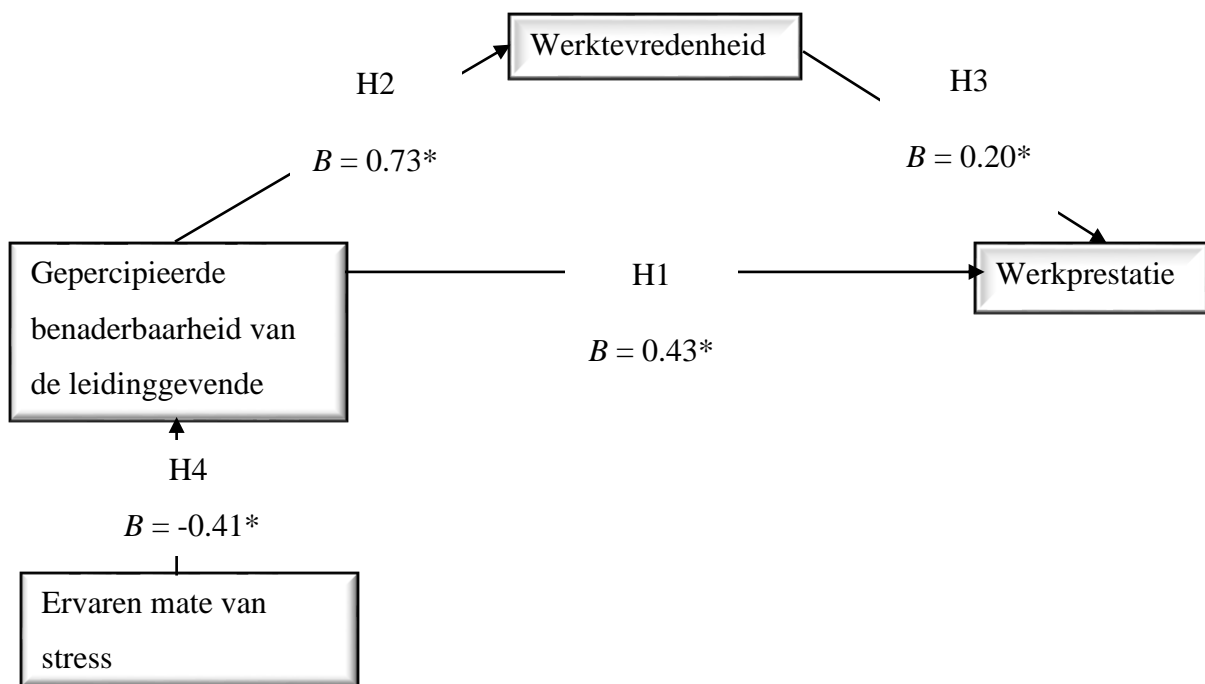 Werktevredenheid
H2
H3
B = 0.73*
B = 0.20*
Gepercipieerde
benaderbaarheid van
de leidinggevende
H1
B = 0.43*
Werkprestatie
H4
B = -0.41*
Ervaren mate van
stress